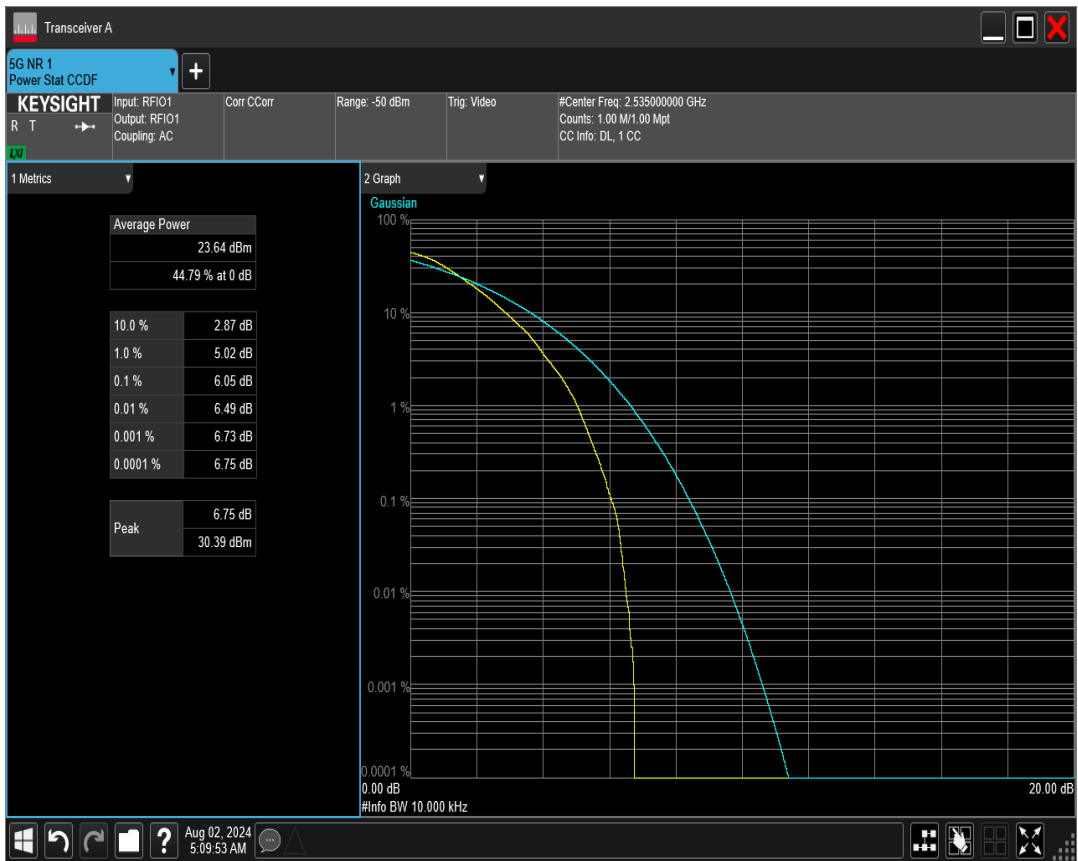 Transceiver A
5G NR 1
Power Stat CCDF
+
KEYSIGHT
R T
LXI
Input: RFIO1
Output: RFIO1
Coupling: AC
Corr CCorr
Range: -50 dBm
Trig: Video
#Center Freq: 2.535000000 GHz
Counts: 1.00 M/1.00 Mpt
CC Info: DL, 1 CC
1 Metrics
Average Power
23.64 dBm
44.79 % at 0 dB
10.0 % 2.87 dB
1.0 % 5.02 dB
0.1 % 6.05 dB
0.01 % 6.49 dB
0.001 % 6.73 dB
0.0001 % 6.75 dB
Peak 6.75 dB
30.39 dBm
2 Graph
Gaussian
100 %
10 %
1 %
0.1 %
0.01 %
0.001 %
0.0001 %
0.00 dB 20.00 dB
#Info BW 10.000 kHz
? Aug 02, 2024
5:09:53 AM